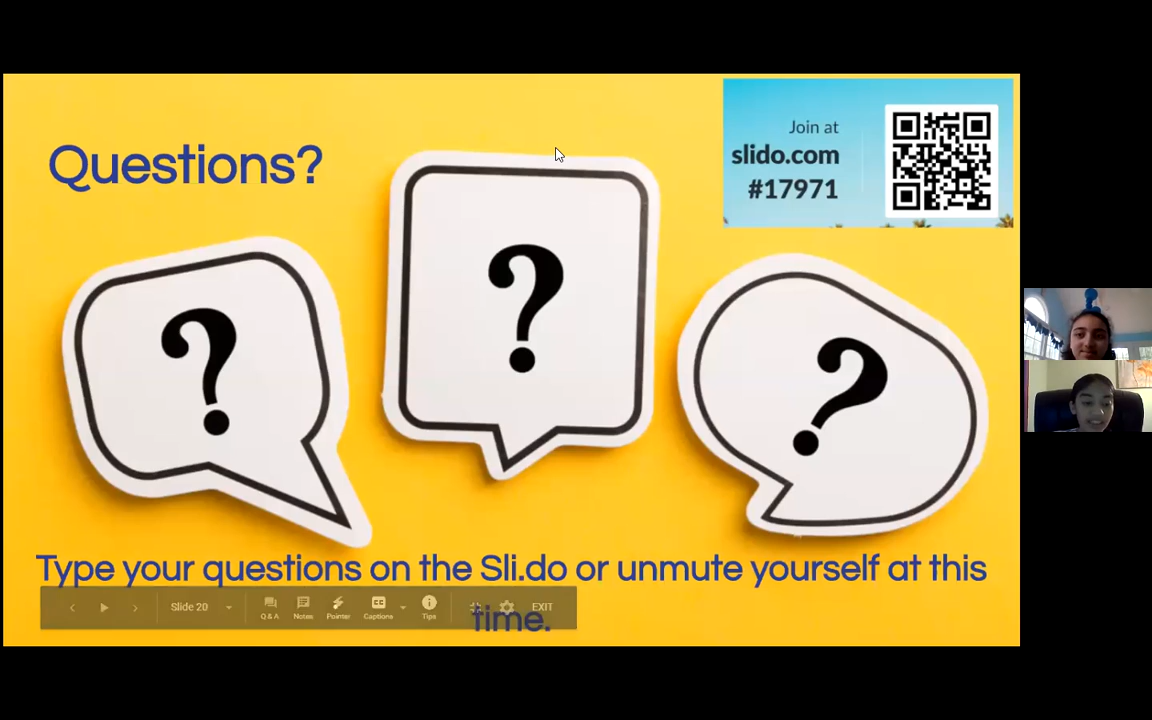 Questions?
Join at
slido.com
#17971
?
?
?
Type your questions on the Sli.do or unmute yourself at this
time.
Slide 20
Q & A
Notes
Pointer
CC
Captions
Tips
EXIT